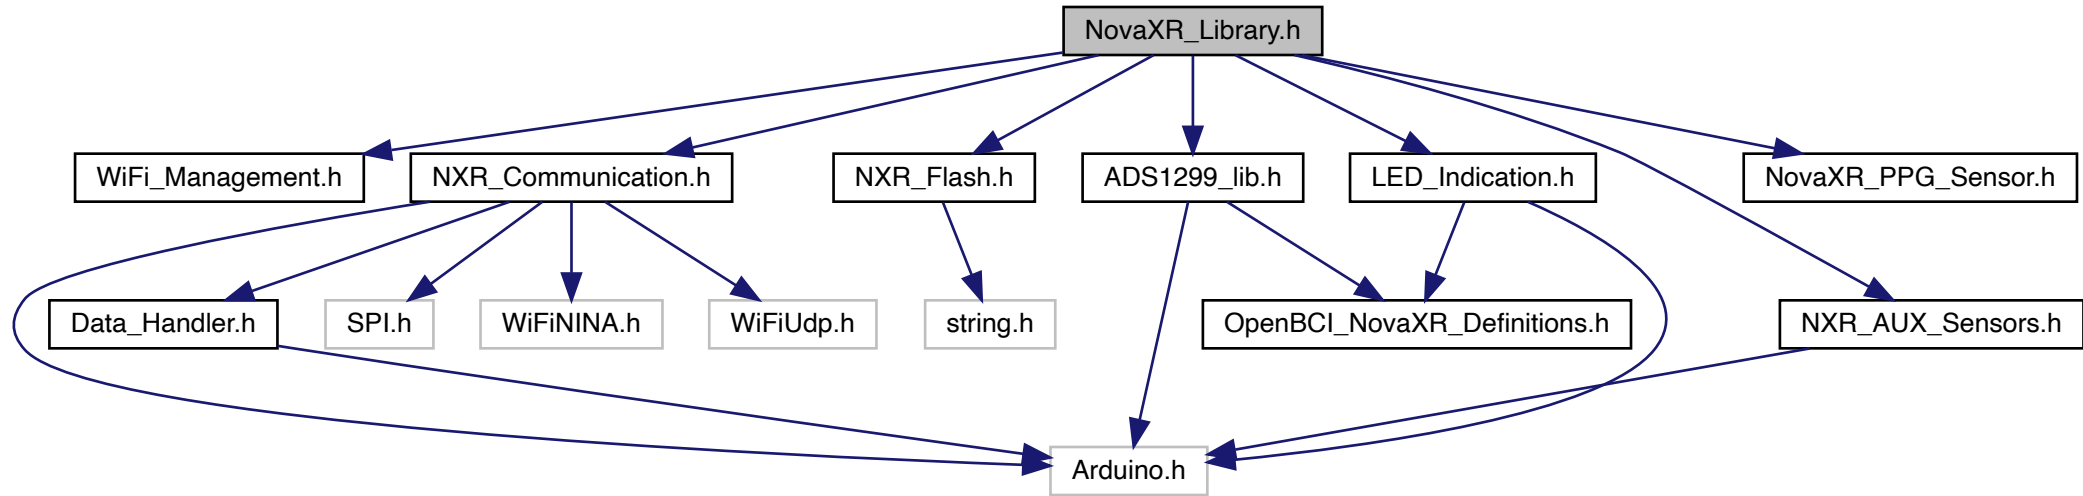 NovaXR_Library.h
WiFi_Management.h
NXR_Communication.h
NXR_Flash.h
ADS1299_lib.h
LED_Indication.h
NovaXR_PPG_Sensor.h
Data_Handler.h
SPI.h
WiFiNINA.h
WiFiUdp.h
string.h
OpenBCI_NovaXR_Definitions.h
NXR_AUX_Sensors.h
Arduino.h